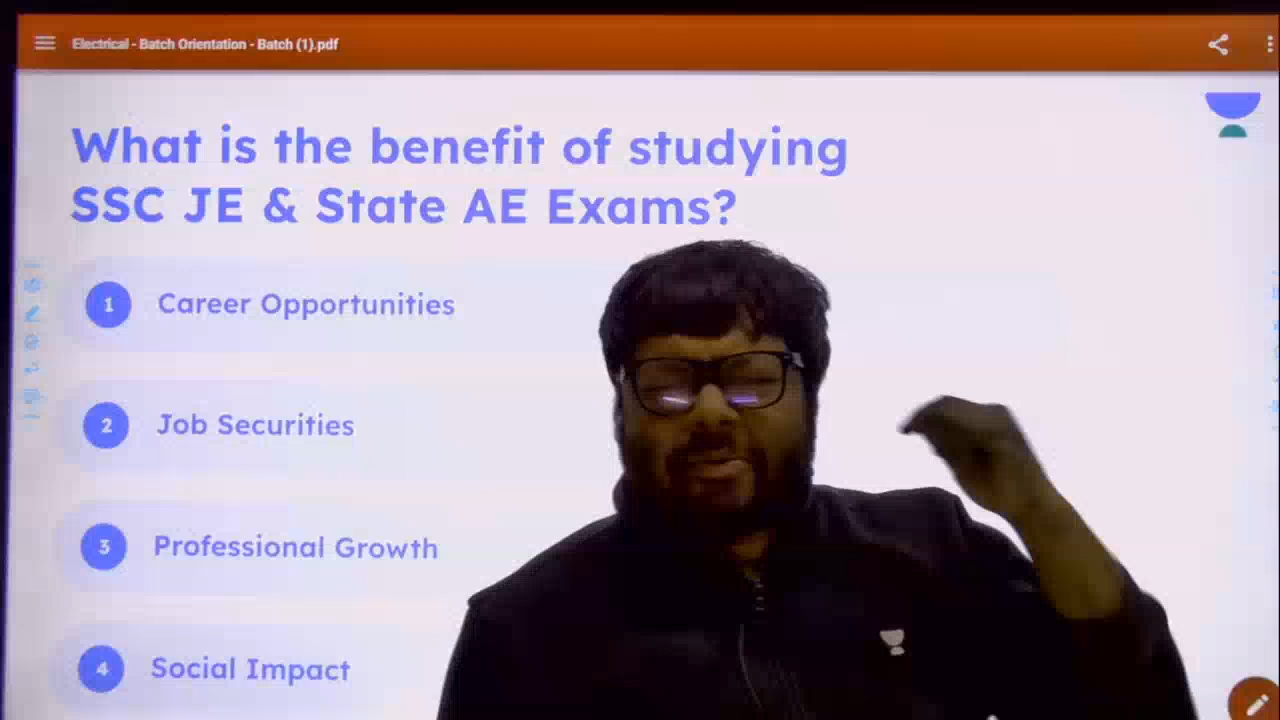 Electrical - Batch Orientation - Batch (1).pdf
What is the benefit of studying
SSC JE & State AE Exams?
1 Career Opportunities
2 Job Securities
3 Professional Growth
4 Social Impact